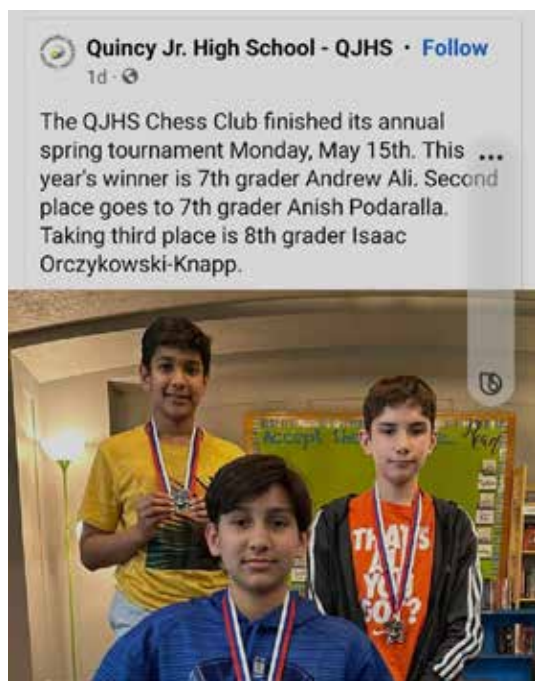 Quincy Jr. High School - QJHS · Follow
1d ·
The QJHS Chess Club finished its annual
spring tournament Monday, May 15th. This ...
year's winner is 7th grader Andrew Ali. Second
place goes to 7th grader Anish Podaralla.
Taking third place is 8th grader Isaac
Orczykowski-Knapp.
Accept
THAT'S
ALL
YOU
GOT?